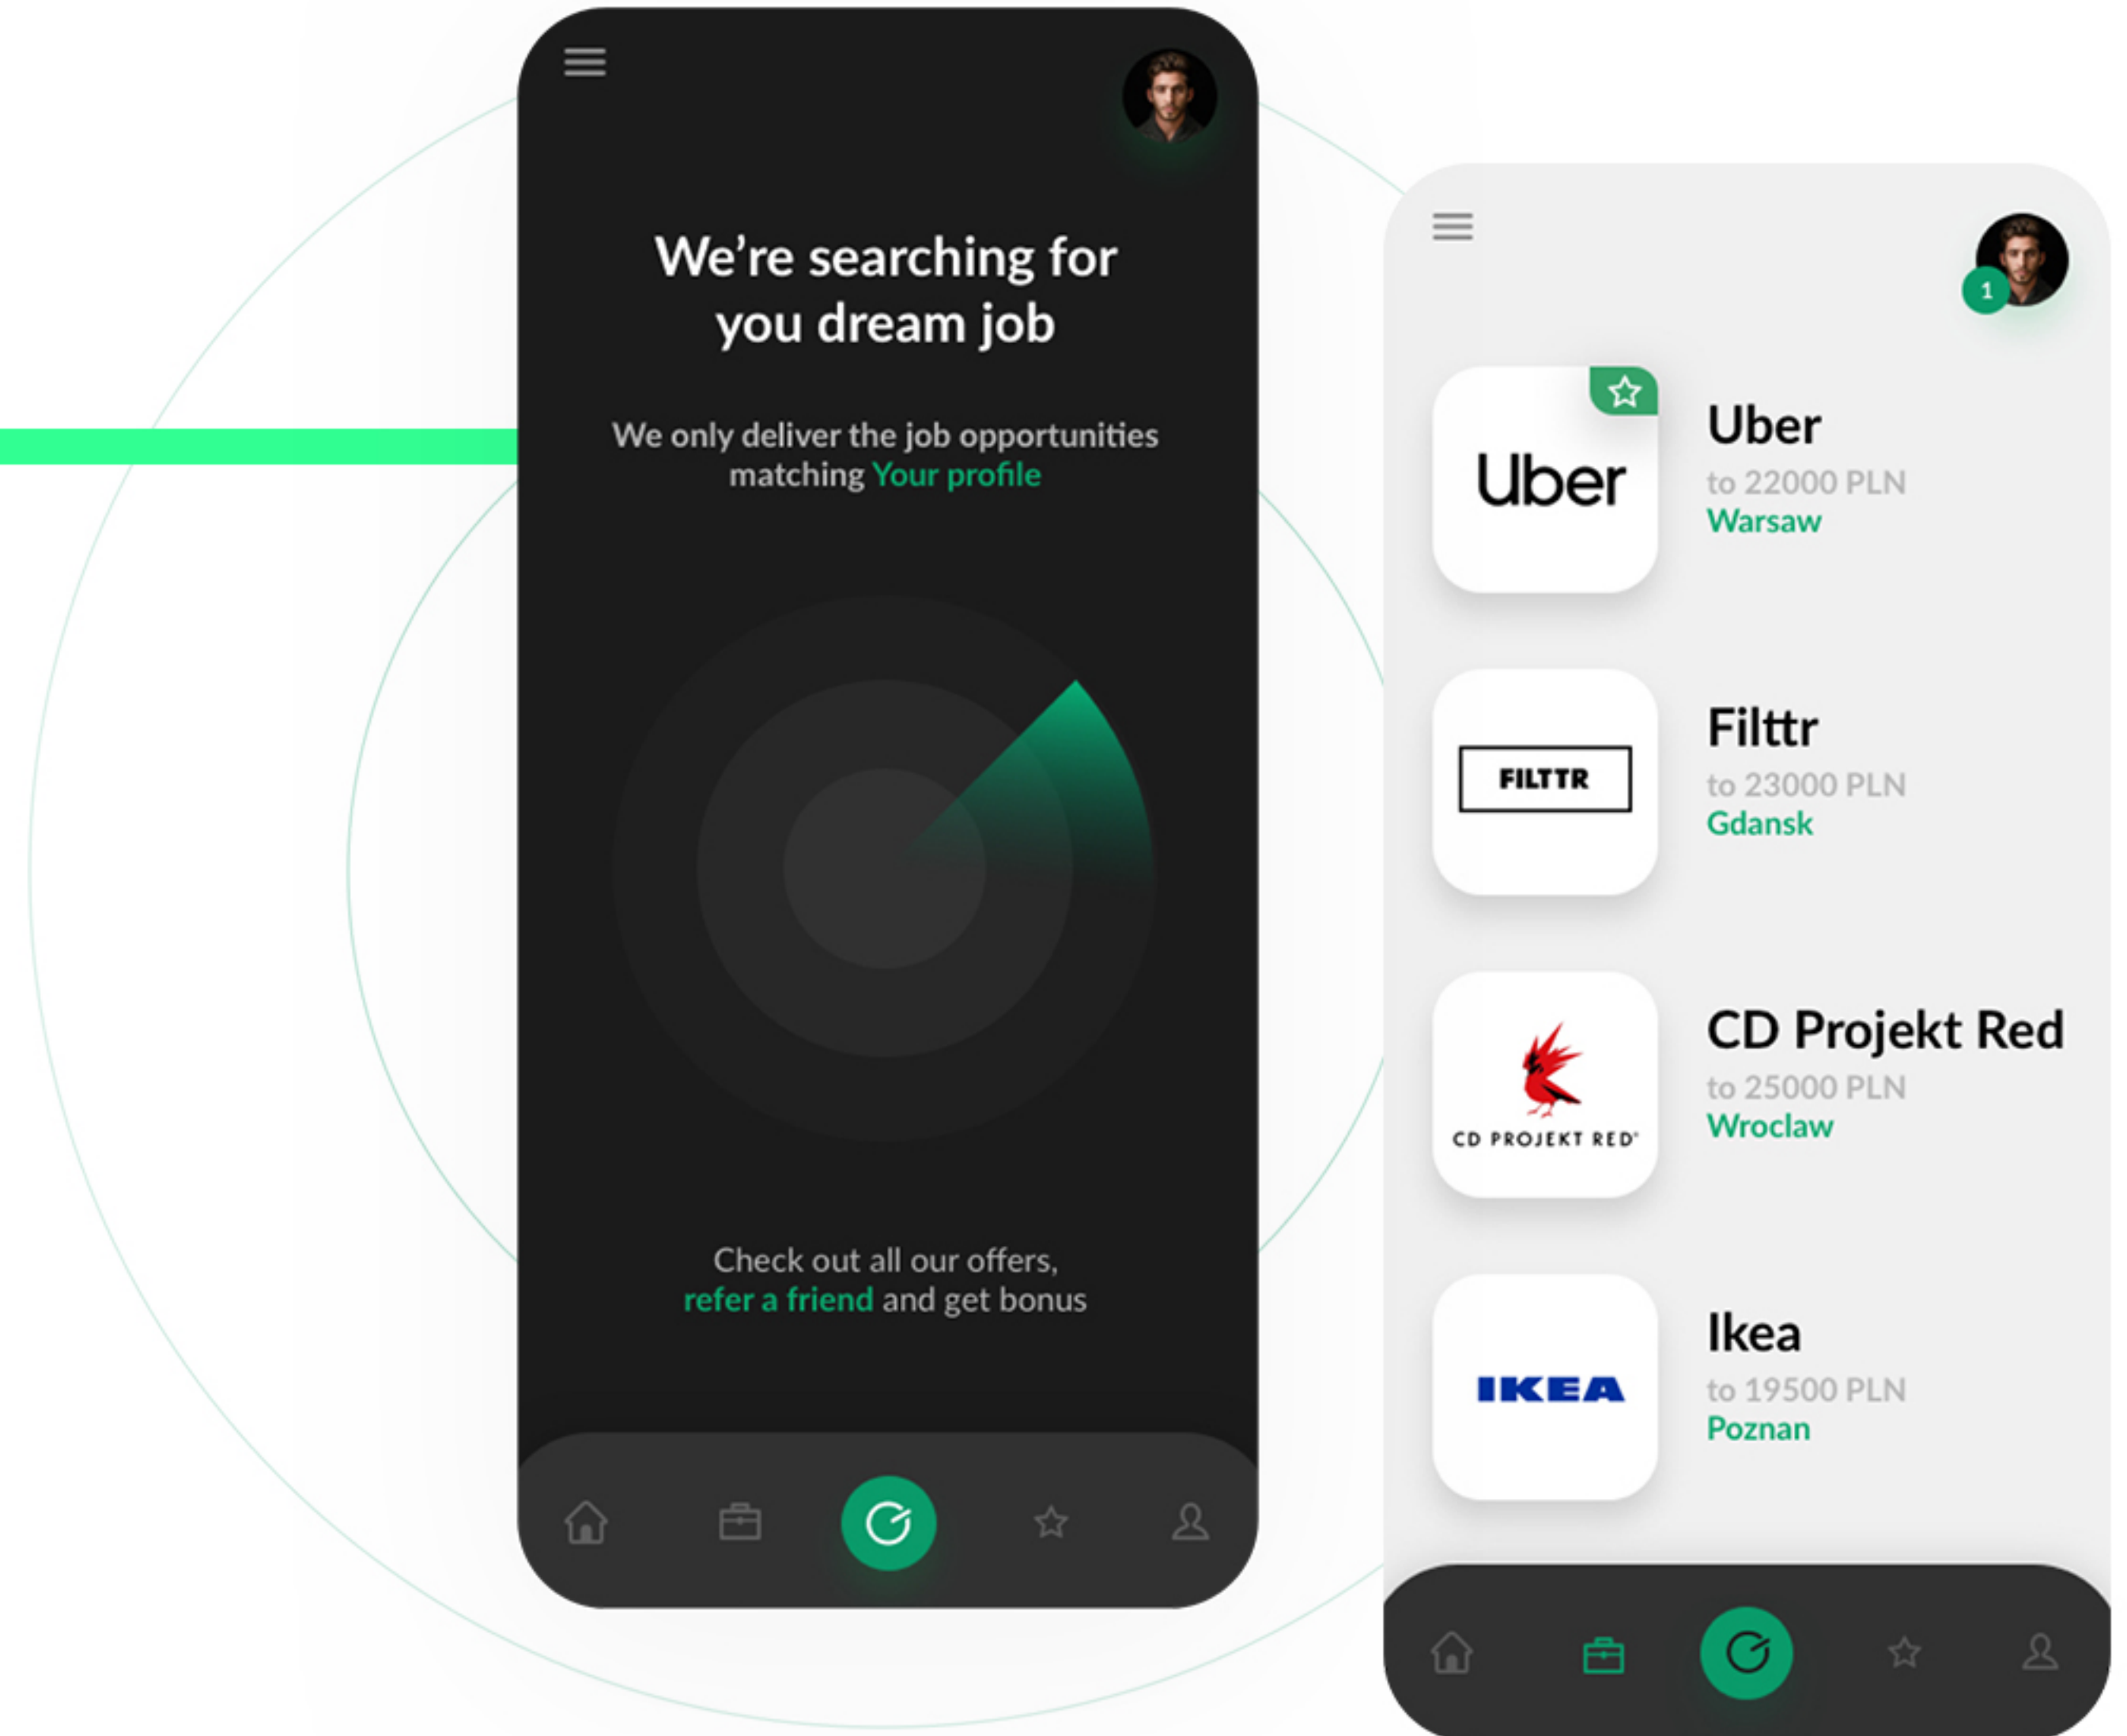 We're searching for
you dream job
We only deliver the job opportunities
matching Your profile
Check out all our offers,
refer a friend and get bonus
1
Uber
Uber
to 22000 PLN
Warsaw
FILTTR
Filttr
to 23000 PLN
Gdansk
CD PROJEKT RED®
CD Projekt Red
to 25000 PLN
Wroclaw
IKEA
Ikea
to 19500 PLN
Poznan